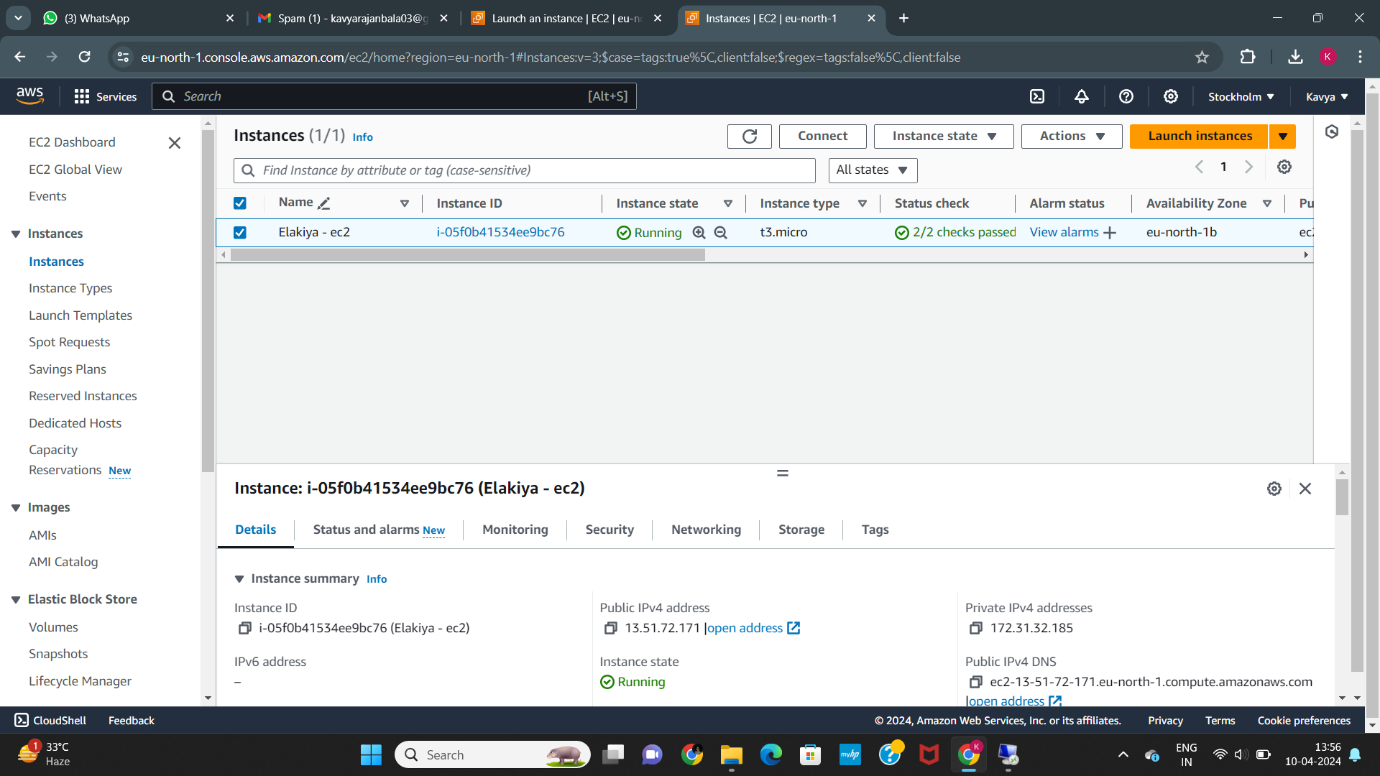 (3) WhatsApp
Spam (1) - kavyarajanbala03@g
Launch an instance | EC2 | eu-n
Instances | EC2 | eu-north-1
eu-north-1.console.aws.amazon.com/ec2/home?region=eu-north-1#Instances:v=3;$case=tags:true%5C,client:false;$regex=tags:false%5C,client:false
K
aws
Services
Search
[Alt+S]
Stockholm
Kavya
EC2 Dashboard
EC2 Global View
Events
Instances
Instances
Instance Types
Launch Templates
Spot Requests
Savings Plans
Reserved Instances
Dedicated Hosts
Capacity
Reservations New
Images
AMIs
AMI Catalog
Elastic Block Store
Volumes
Snapshots
Lifecycle Manager
Instances (1/1) Info
Connect
Instance state
Actions
Launch instances
Find Instance by attribute or tag (case-sensitive)
All states
1
Name
Instance ID
Instance state
Instance type
Status check
Alarm status
Availability Zone
Pu
Elakiya - ec2
i-05f0b41534ee9bc76
Running
t3.micro
2/2 checks passed
View alarms
eu-north-1b
ec2
Instance: i-05f0b41534ee9bc76 (Elakiya - ec2)
Details
Status and alarms New
Monitoring
Security
Networking
Storage
Tags
Instance summary Info
Instance ID
i-05f0b41534ee9bc76 (Elakiya - ec2)
Public IPv4 address
13.51.72.171 |open address
Private IPv4 addresses
172.31.32.185
IPv6 address
–
Instance state
Running
Public IPv4 DNS
ec2-13-51-72-171.eu-north-1.compute.amazonaws.com
|open address
CloudShell
Feedback
© 2024, Amazon Web Services, Inc. or its affiliates.
Privacy
Terms
Cookie preferences
1
33°C
Haze
Search
myhp
K
ENG
IN
13:56
10-04-2024